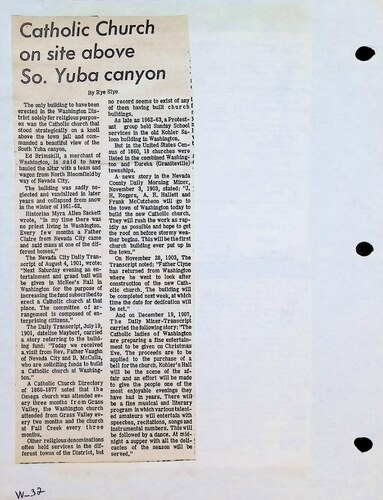 Catholic Church
on site above
So. Yuba canyon
By Rye Slye
The only building to have been
erected in the Washington Dis-
trict solely for religious purpos-
es was the Catholic church that
stood strategically on a knoll
above the town jail and com-
manded a beautiful view of the
South Yuba canyon,
Ed Brimskill, a merchant of
Washington, is said to have
hauled the Altar with a team and
wagon from North Bloomfield by
way of Nevada City.
The building was sadly ne-
glected and vandalized in later
years and collapsed from snow
in the winter of 1961-62.
Historian Myra Allen Sackett
wrote, "In my time there was
no priest living in Washington.
Every few months a Father
Claire from Nevada City came
and said mass at one of the dif-
ferent homes."
The Nevada City Daily Tran-
script of August 4, 1901, wrote:
"Next Saturday evening an en-
tertainment and grand ball will
be given in McKee's Hall in
Washington for the purpose of
increasing the fund subscribed to
erect a Catholic church at that
place. The committee of ar-
rangement is composed of en-
terprising citizens."
The Daily Transcript, July 19,
1901, dateline Maybert, carried
a story referring to the build-
ing fund: "Today we received
a visit from Rev. Father Vaughn
of Nevada City and B. McCulla,
who are soliciting funds to build
a Catholic church at Washing-
ton."
A Catholic Church Directory
of 1866-1877 noted that the
Omega church was attended ev-
ery three months from Grass
Valley, the Washington church
attended from Grass Valley every
two months and the church
at Fall Creek every three
months.
Other religious denominations
often held services in the dif-
ferent towns of the District, but
no record seems to exist of any
of them having built church
buildings.
As late as 1962-63, a Protest-
ant group held Sunday School
services in the old Kohler Sa-
loon building in Washington.
But in the United States Cen-
sus of 1860, 18 churches were
listed in the combined Washing-
ton and Eureka (Graniteville)
townships.
A news story in the Nevada
County Daily Morning Miner,
November 3, 1903, stated: "J.
H. Rogers, A. H. Hallett and
Frank McCutcheon will go the
town of Washington today to build
the new Catholic church.
They will rush the work as rap-
idly as possible and hope to get
the roof on before stormy wea-
ther begins. This will be the first
church building ever put up in
the town."
On November 28, 1903, The
Transcript noted: "Father Clyne
has returned from Washington
where he went to look after
construction of the new Cath-
olic church. The building will
be completed next week, at which
time the date for dedication will
be set."
And on December 19, 1907,
The Daily Miner-Transcript
carried the following story: "The
Catholic ladies of Washington
are preparing a fine entertain-
ment to be given on Christmas
Eve. The proceeds are to be
applied to the purchase of a
bell for the church, Kohler's Hall
will be the scene of the af-
fair and an effort will be made
to give the people one of the
most enjoyable evenings they
have had in years. There will
be a fine musical and literary
program in which various talent-
ed amateurs will entertain with
speeches, recitations, songs and
instrumental numbers. This will
be followed by a dance. At mid-
night a supper with all the deli-
cacies of the season will be
served."
W-32